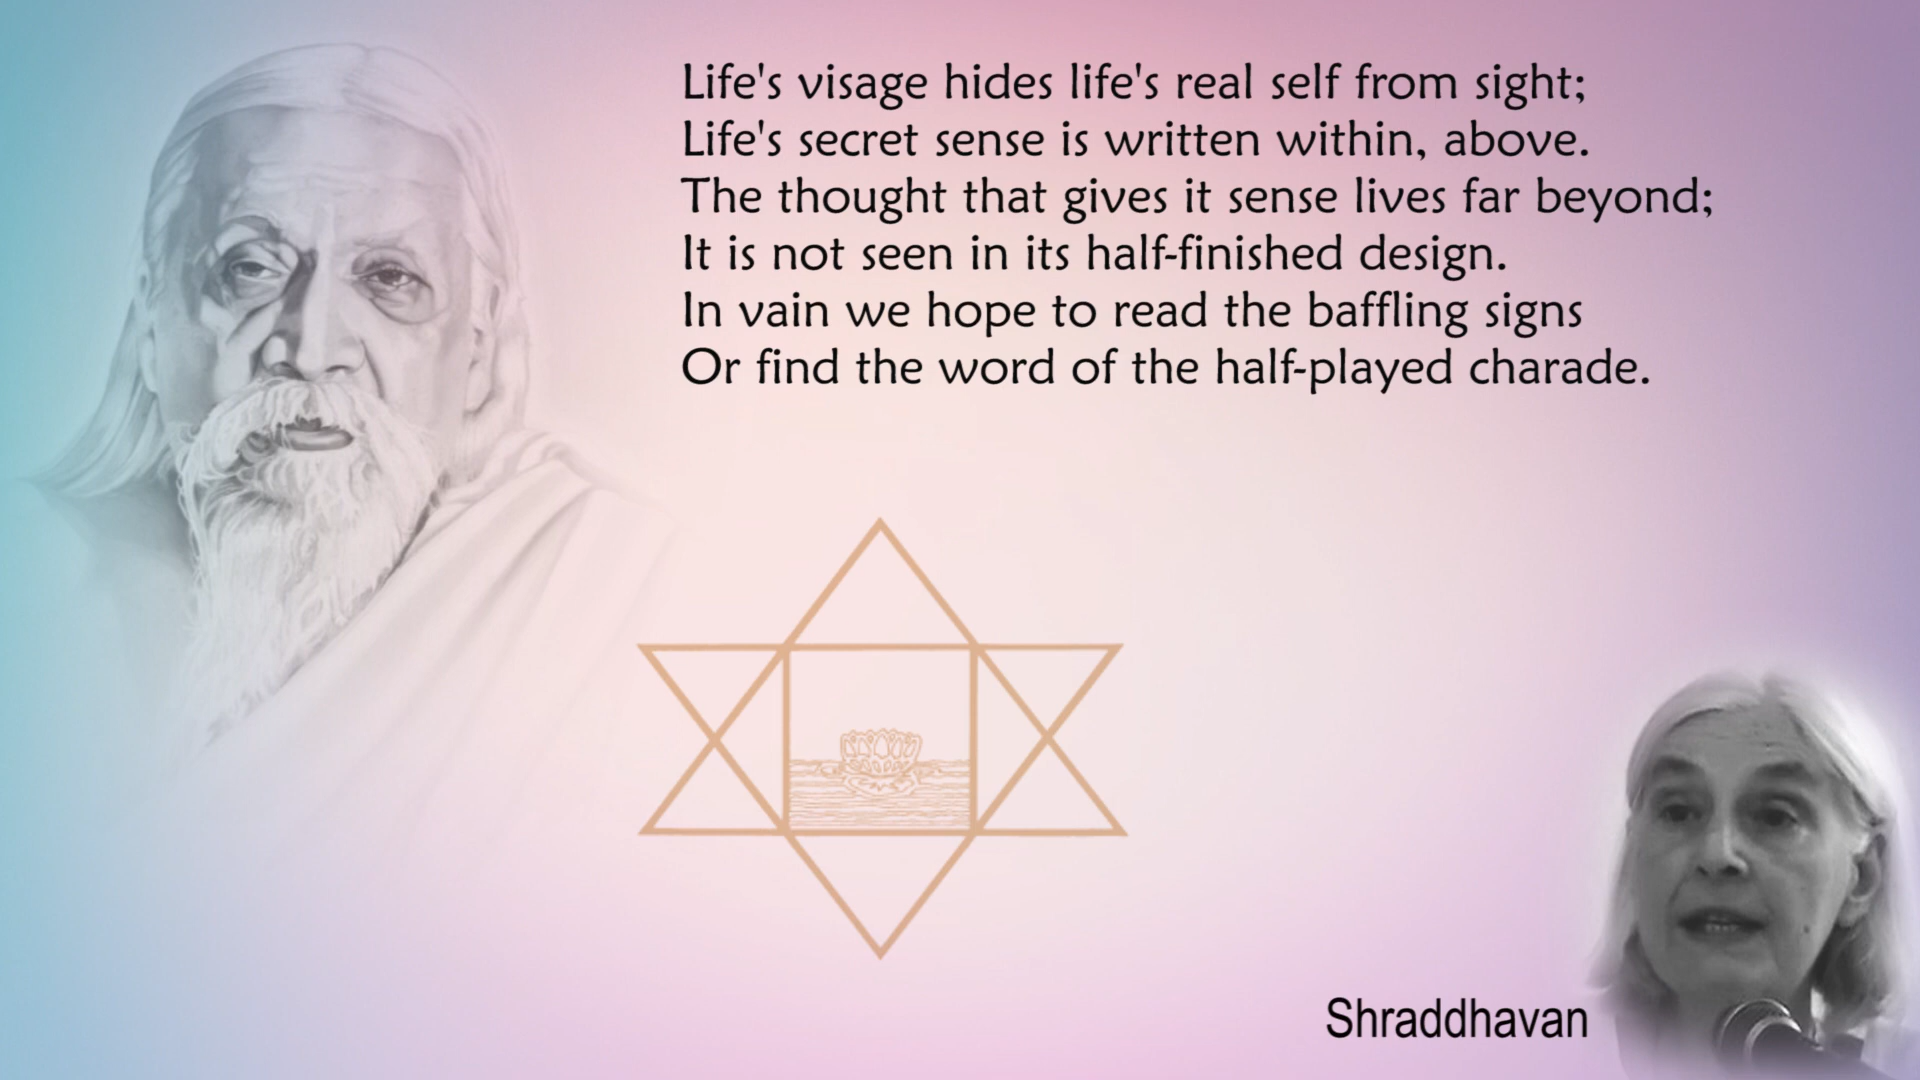 Life's visage hides life's real self from sight;
Life's secret sense is written within, above.
The thought that gives it sense lives far beyond;
It is not seen in its half-finished design.
In vain we hope to read the baffling signs
Or find the word of the half-played charade.
Shraddhavan